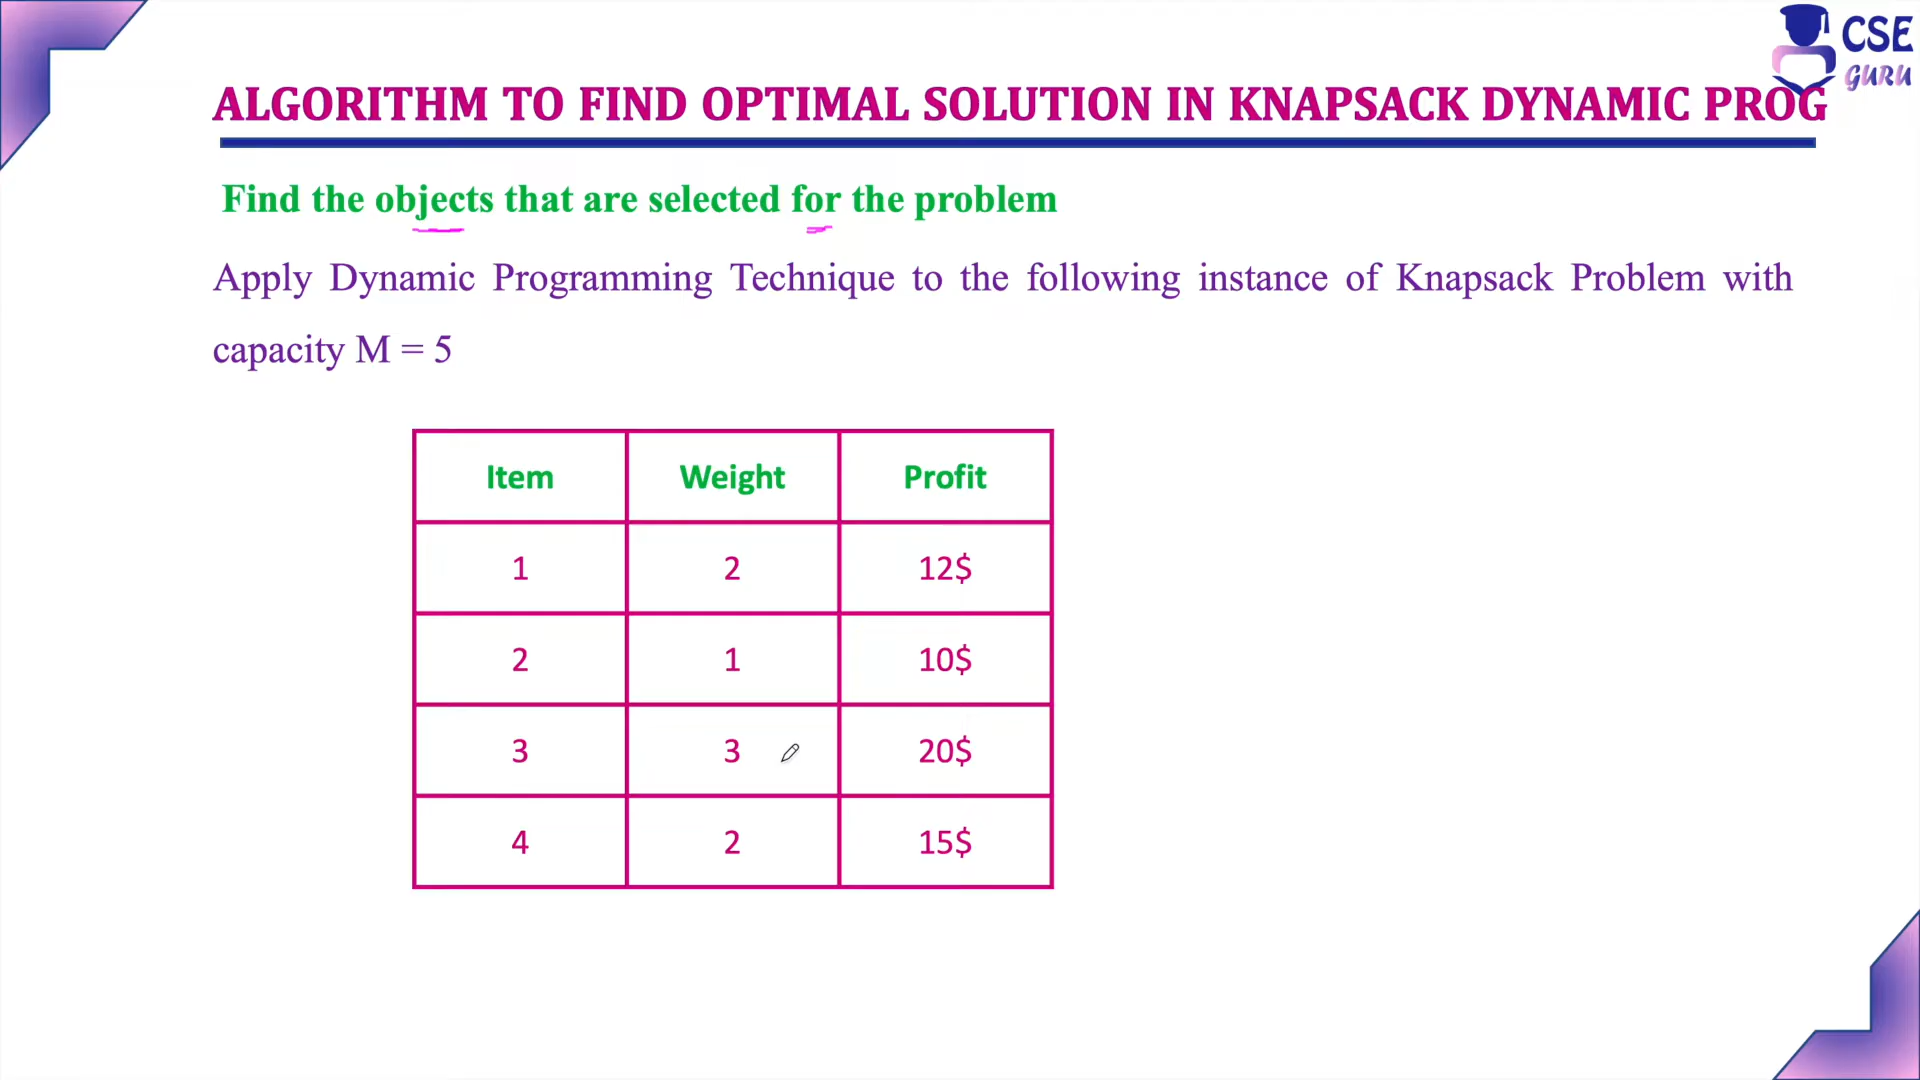 CSE
GURU
ALGORITHM TO FIND OPTIMAL SOLUTION IN KNAPSACK DYNAMIC PROG
Find the objects that are selected for the problem
Apply Dynamic Programming Technique to the following instance of Knapsack Problem with
capacity M = 5
Item Weight Profit
1 2 12$
2 1 10$
3 3 20$
4 2 15$